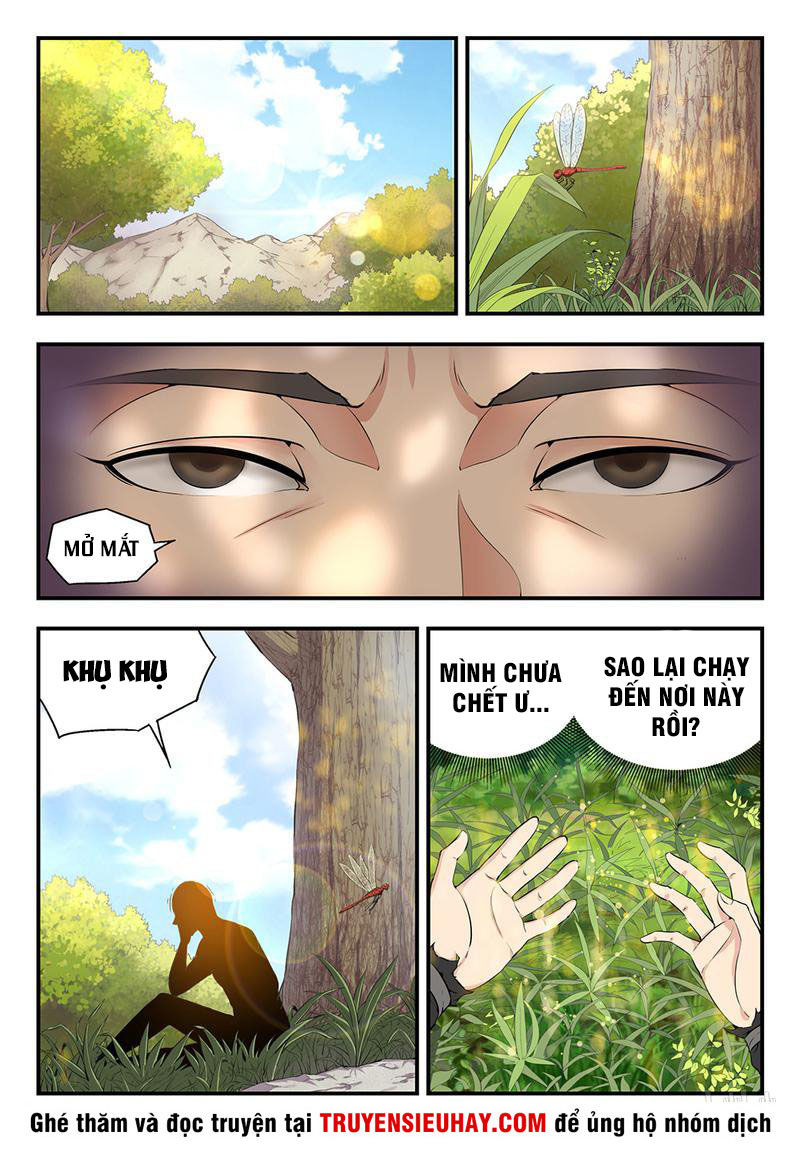 MỞ MẮT
KHỤ KHỤ
MÌNH CHƯA
CHẾT Ư...
SAO LẠI CHẠY
ĐẾN NƠI NÀY
RỒI?
Ghé thăm và đọc truyện tại TRUYENSIEUHAY.COM để ủng hộ nhóm dịch